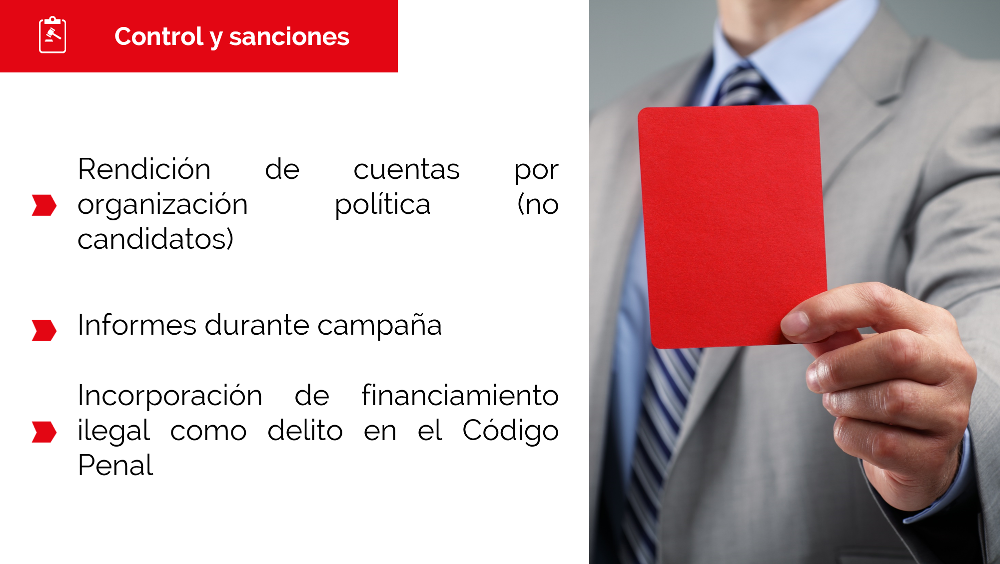 Control y sanciones
Rendición de cuentas por
organización política (no
candidatos)
Informes durante campaña
Incorporación de financiamiento
ilegal como delito en el Código
Penal